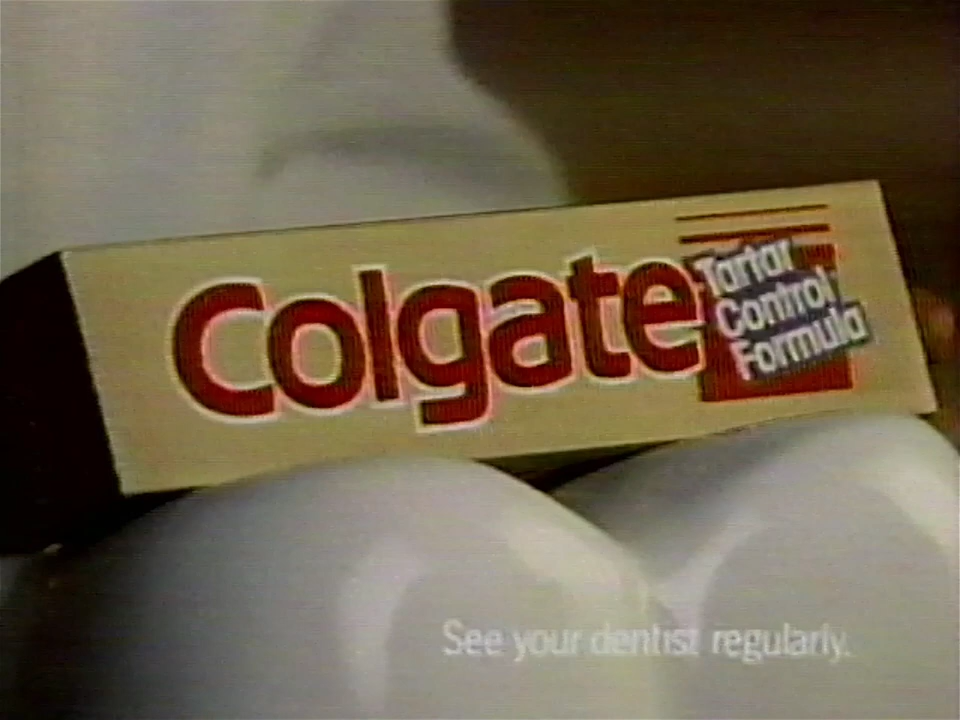 Colgate
Tartar
Control
Formula
See your dentist regularly.